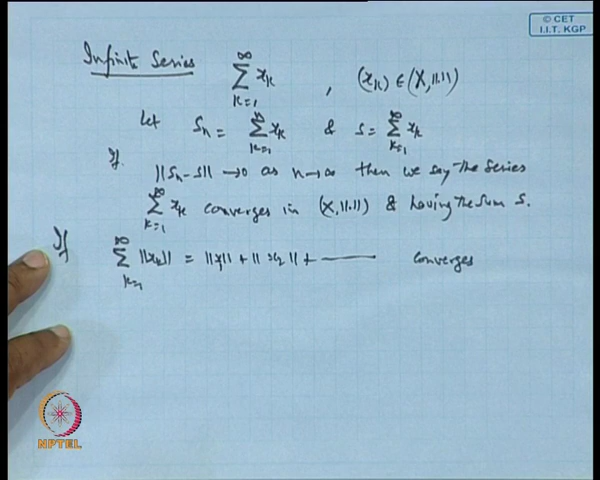 © CET
I.I.T. KGP
Infinite Series ∑_{k=1}^{∞} x_k , (x_k) ∈ (X, ||.||)
Let S_n = ∑_{k=1}^{∞} x_k & s = ∑_{k=1}^{∞} x_k
If ||S_n - s|| → 0 as n → ∞ then we say the Series
∑_{k=1}^{∞} x_k converges in (X, ||.||) & having the Sum s.
If ∑_{k=1}^{∞} ||x_k|| = ||x_1|| + ||x_2|| + ——— converges
NPTEL